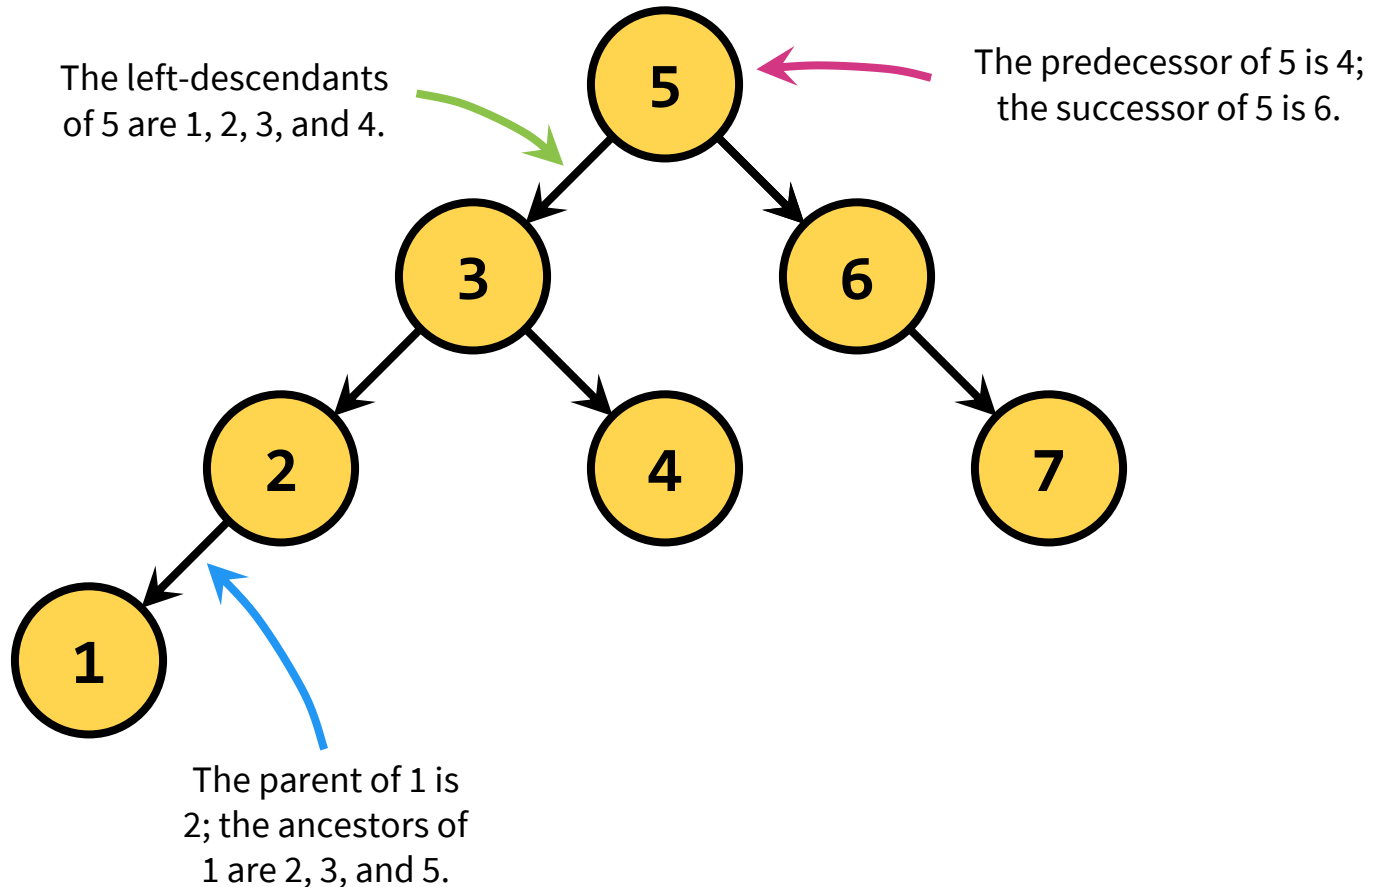 The left-descendants
of 5 are 1, 2, 3, and 4.
5
The predecessor of 5 is 4;
the successor of 5 is 6.
3
6
2
4
7
1
The parent of 1 is
2; the ancestors of
1 are 2, 3, and 5.